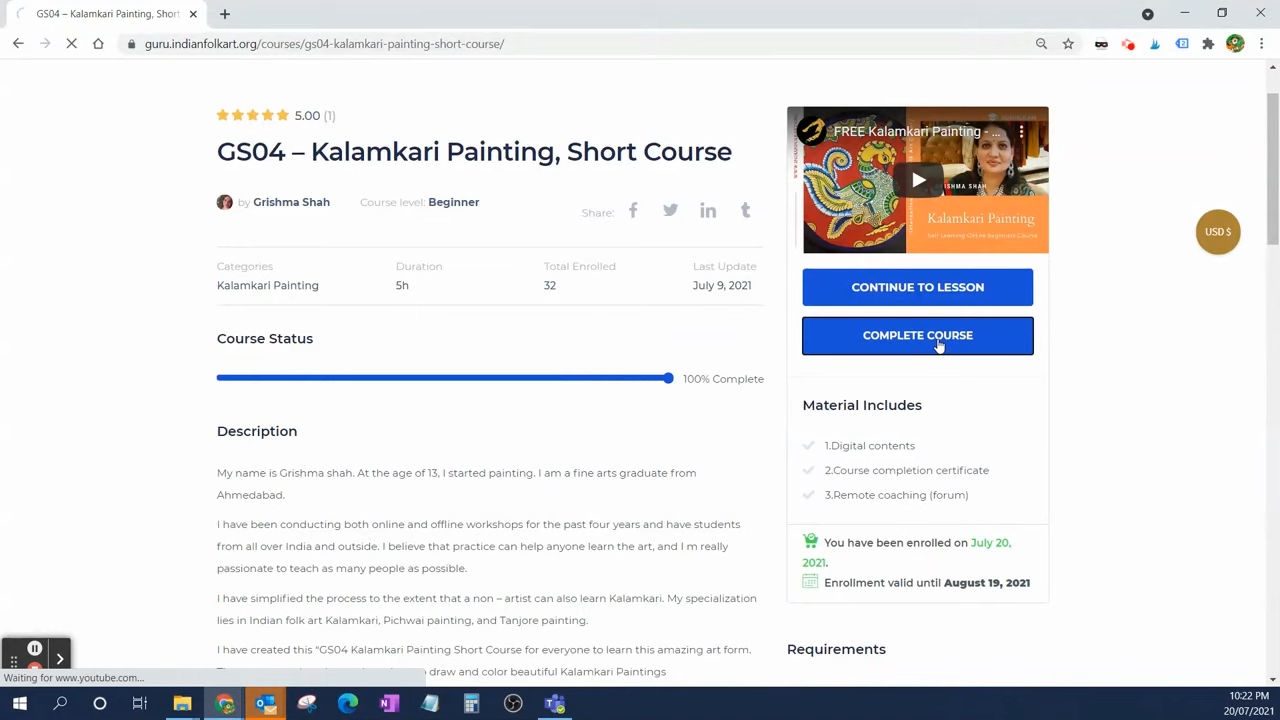 GS04 – Kalamkari Painting, Short
guru.indianfolkart.org/courses/gs04-kalamkari-painting-short-course/
5.00 (1)
GS04 – Kalamkari Painting, Short Course
by Grishma Shah
Course level: Beginner
Share:
Categories
Duration
Total Enrolled
Last Update
Kalamkari Painting
5h
32
July 9, 2021
Course Status
100% Complete
Description
My name is Grishma shah. At the age of 13, I started painting. I am a fine arts graduate from
Ahmedabad.
I have been conducting both online and offline workshops for the past four years and have students
from all over India and outside. I believe that practice can help anyone learn the art, and I m really
passionate to teach as many people as possible.
I have simplified the process to the extent that a non – artist can also learn Kalamkari. My specialization
lies in Indian folk art Kalamkari, Pichwai painting, and Tanjore painting.
I have created this "GS04 Kalamkari Painting Short Course for everyone to learn this amazing art form.
draw and color beautiful Kalamkari Paintings
FREE Kalamkari Painting - ...
GRISHMA SHAH
Kalamkari Painting
Self Learning Online Beginners Course
CONTINUE TO LESSON
COMPLETE COURSE
Material Includes
1.Digital contents
2.Course completion certificate
3.Remote coaching (forum)
You have been enrolled on July 20,
2021.
Enrollment valid until August 19, 2021
Requirements
USD $
Waiting for www.youtube.com...
10:22 PM
20/07/2021